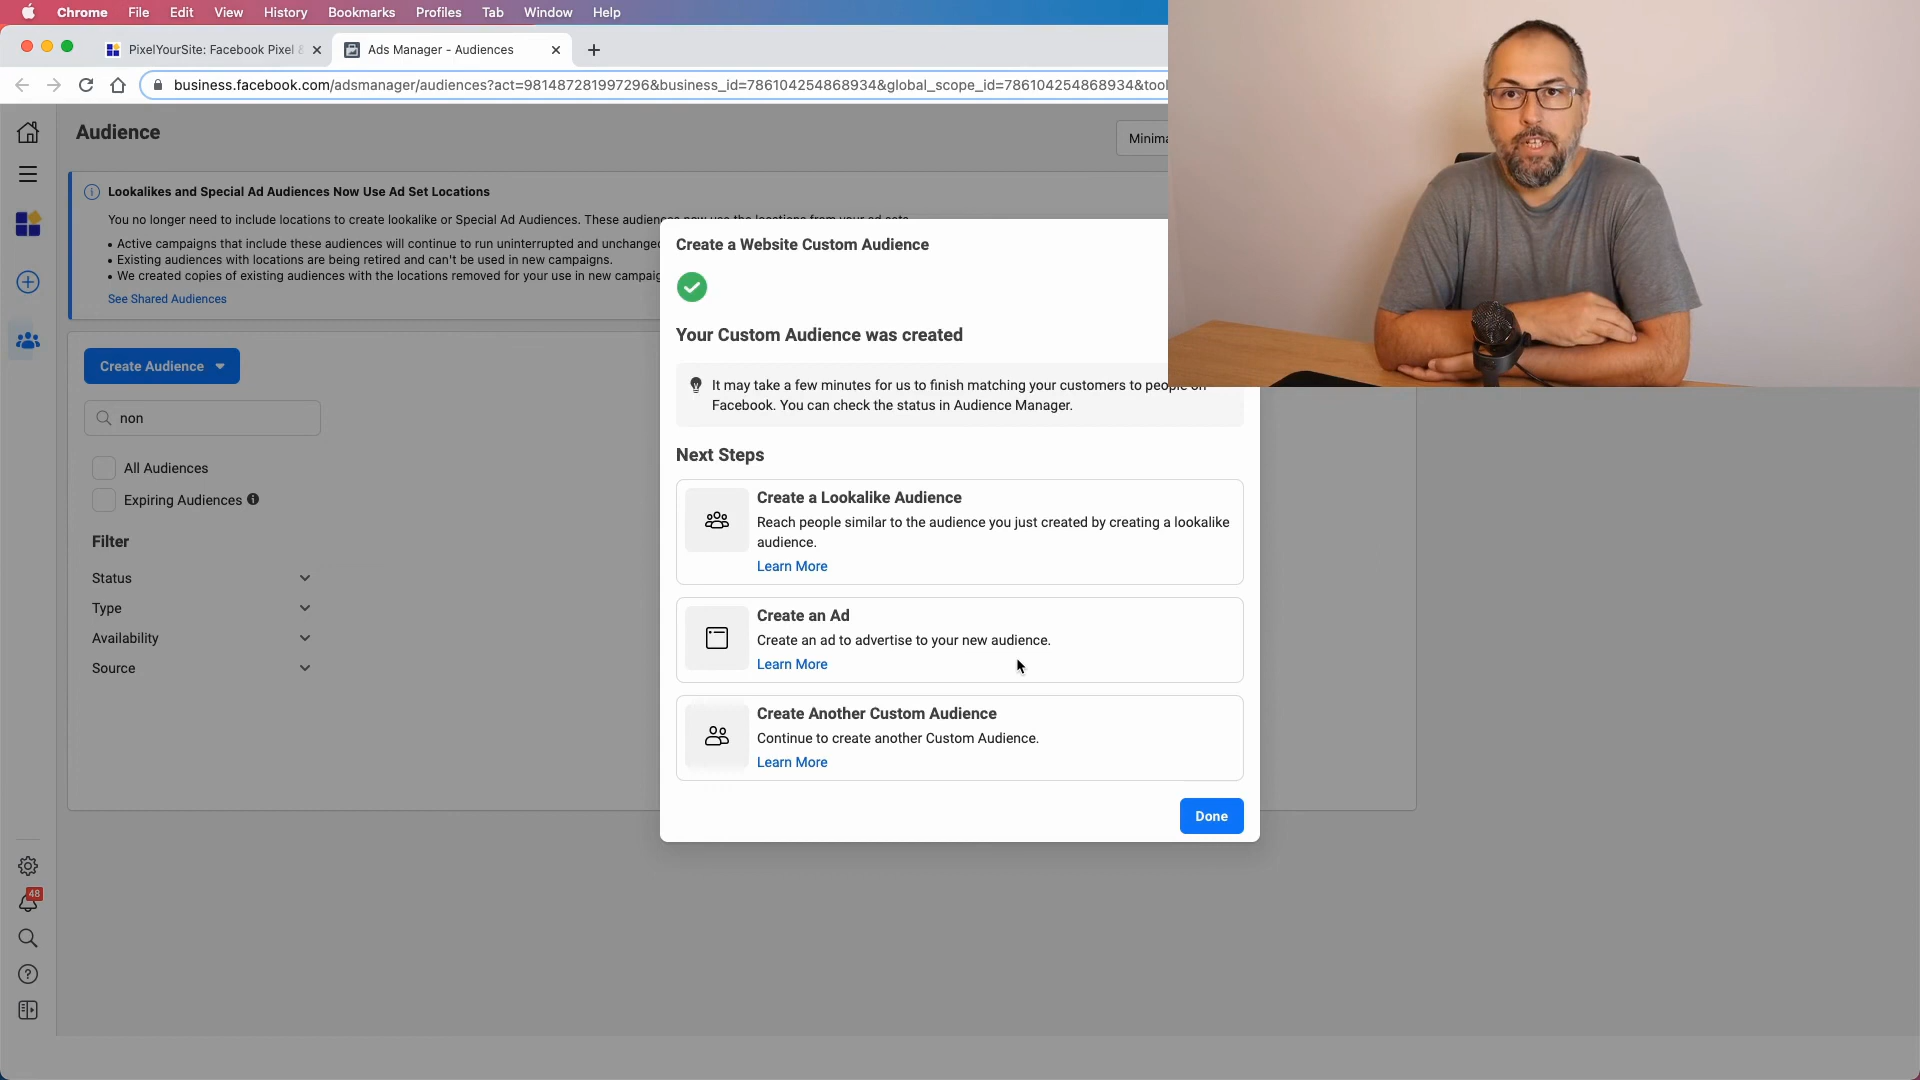 Chrome File Edit View History Bookmarks Profiles Tab Window Help
PixelYourSite: Facebook Pixel &
Ads Manager - Audiences
business.facebook.com/adsmanager/audiences?act=981487281997296&business_id=786104254868934&global_scope_id=786104254868934&tool
Audience
Minima
Lookalikes and Special Ad Audiences Now Use Ad Set Locations
You no longer need to include locations to create lookalike or Special Ad Audiences. These audiences now use the locations from your ad sets.
• Active campaigns that include these audiences will continue to run uninterrupted and unchanged
• Existing audiences with locations are being retired and can't be used in new campaigns.
• We created copies of existing audiences with the locations removed for your use in new campaig
See Shared Audiences
Create Audience
non
All Audiences
Expiring Audiences
Filter
Status
Type
Availability
Source
48
Create a Website Custom Audience
Your Custom Audience was created
It may take a few minutes for us to finish matching your customers to people on
Facebook. You can check the status in Audience Manager.
Next Steps
Create a Lookalike Audience
Reach people similar to the audience you just created by creating a lookalike
audience.
Learn More
Create an Ad
Create an ad to advertise to your new audience.
Learn More
Create Another Custom Audience
Continue to create another Custom Audience.
Learn More
Done